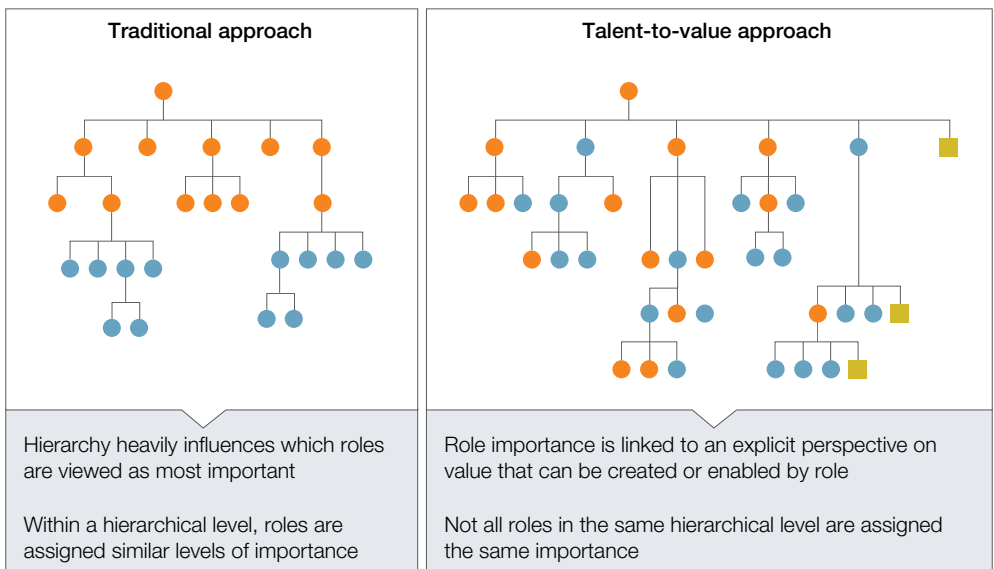 Traditional approach
Hierarchy heavily influences which roles
are viewed as most important
Within a hierarchical level, roles are
assigned similar levels of importance
Talent-to-value approach
Role importance is linked to an explicit perspective on
value that can be created or enabled by role
Not all roles in the same hierarchical level are assigned
the same importance